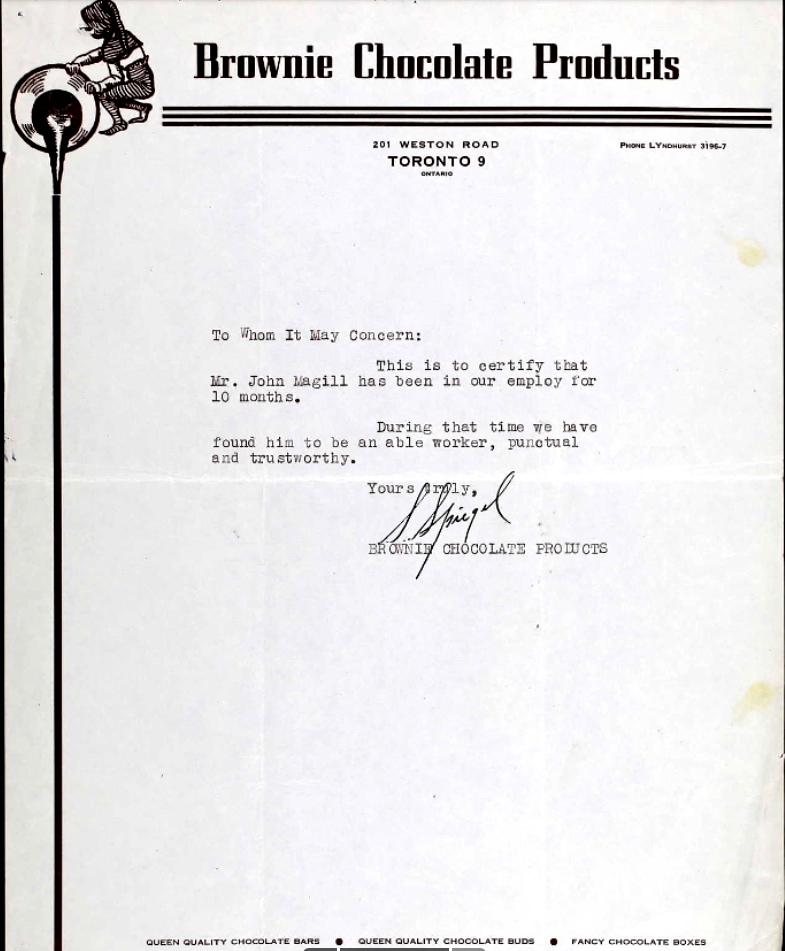 Brownie Chocolate Products
201 WESTON ROAD
PHONE LYNDHURST 3196-7
TORONTO 9
ONTARIO
To Whom It May Concern:
This is to certify that
Mr. John Magill has been in our employ for
10 months.
During that time we have
found him to be an able worker, punctual
and trustworthy.
Yours truly,
S. Spiegel
BROWNIE CHOCOLATE PRODUCTS
QUEEN QUALITY CHOCOLATE BARS ● QUEEN QUALITY CHOCOLATE BUDS ● FANCY CHOCOLATE BOXES